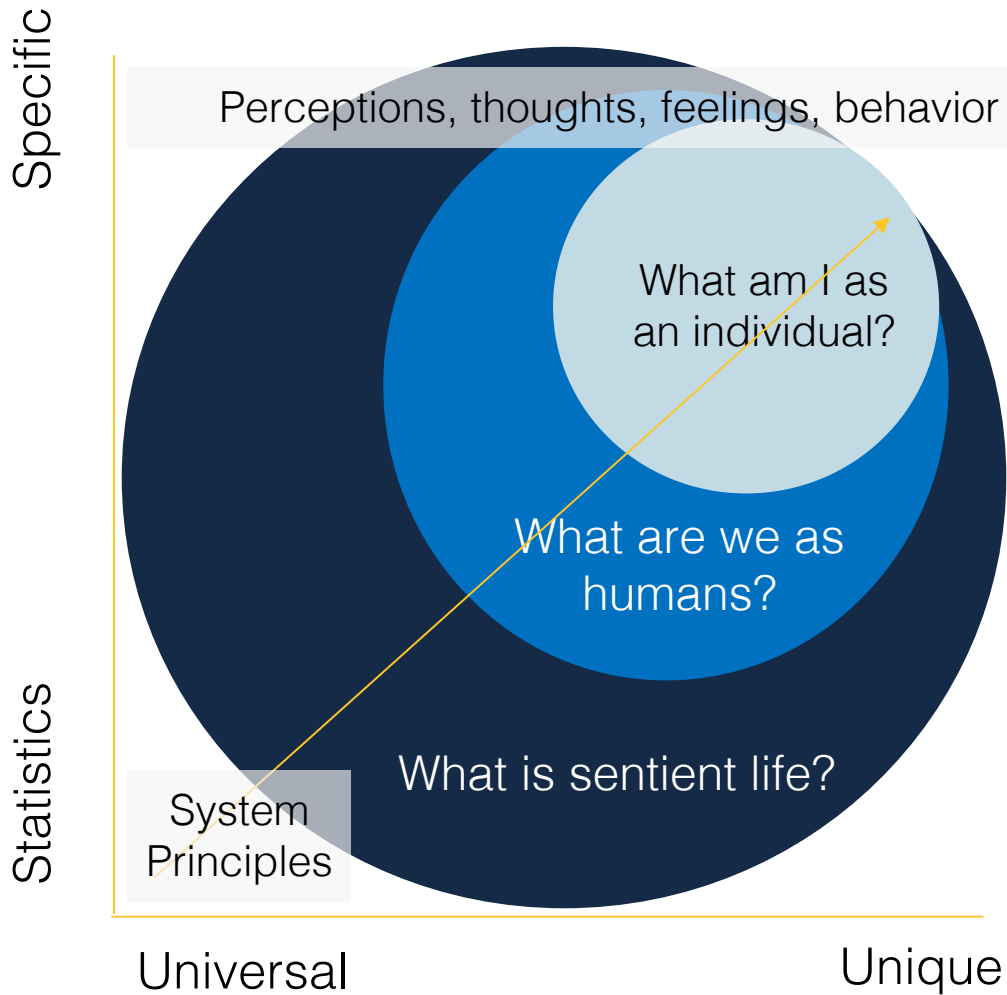 Specific
Perceptions, thoughts, feelings, behavior
What am I as
an individual?
What are we as
humans?
What is sentient life?
Statistics
System
Principles
Universal
Unique